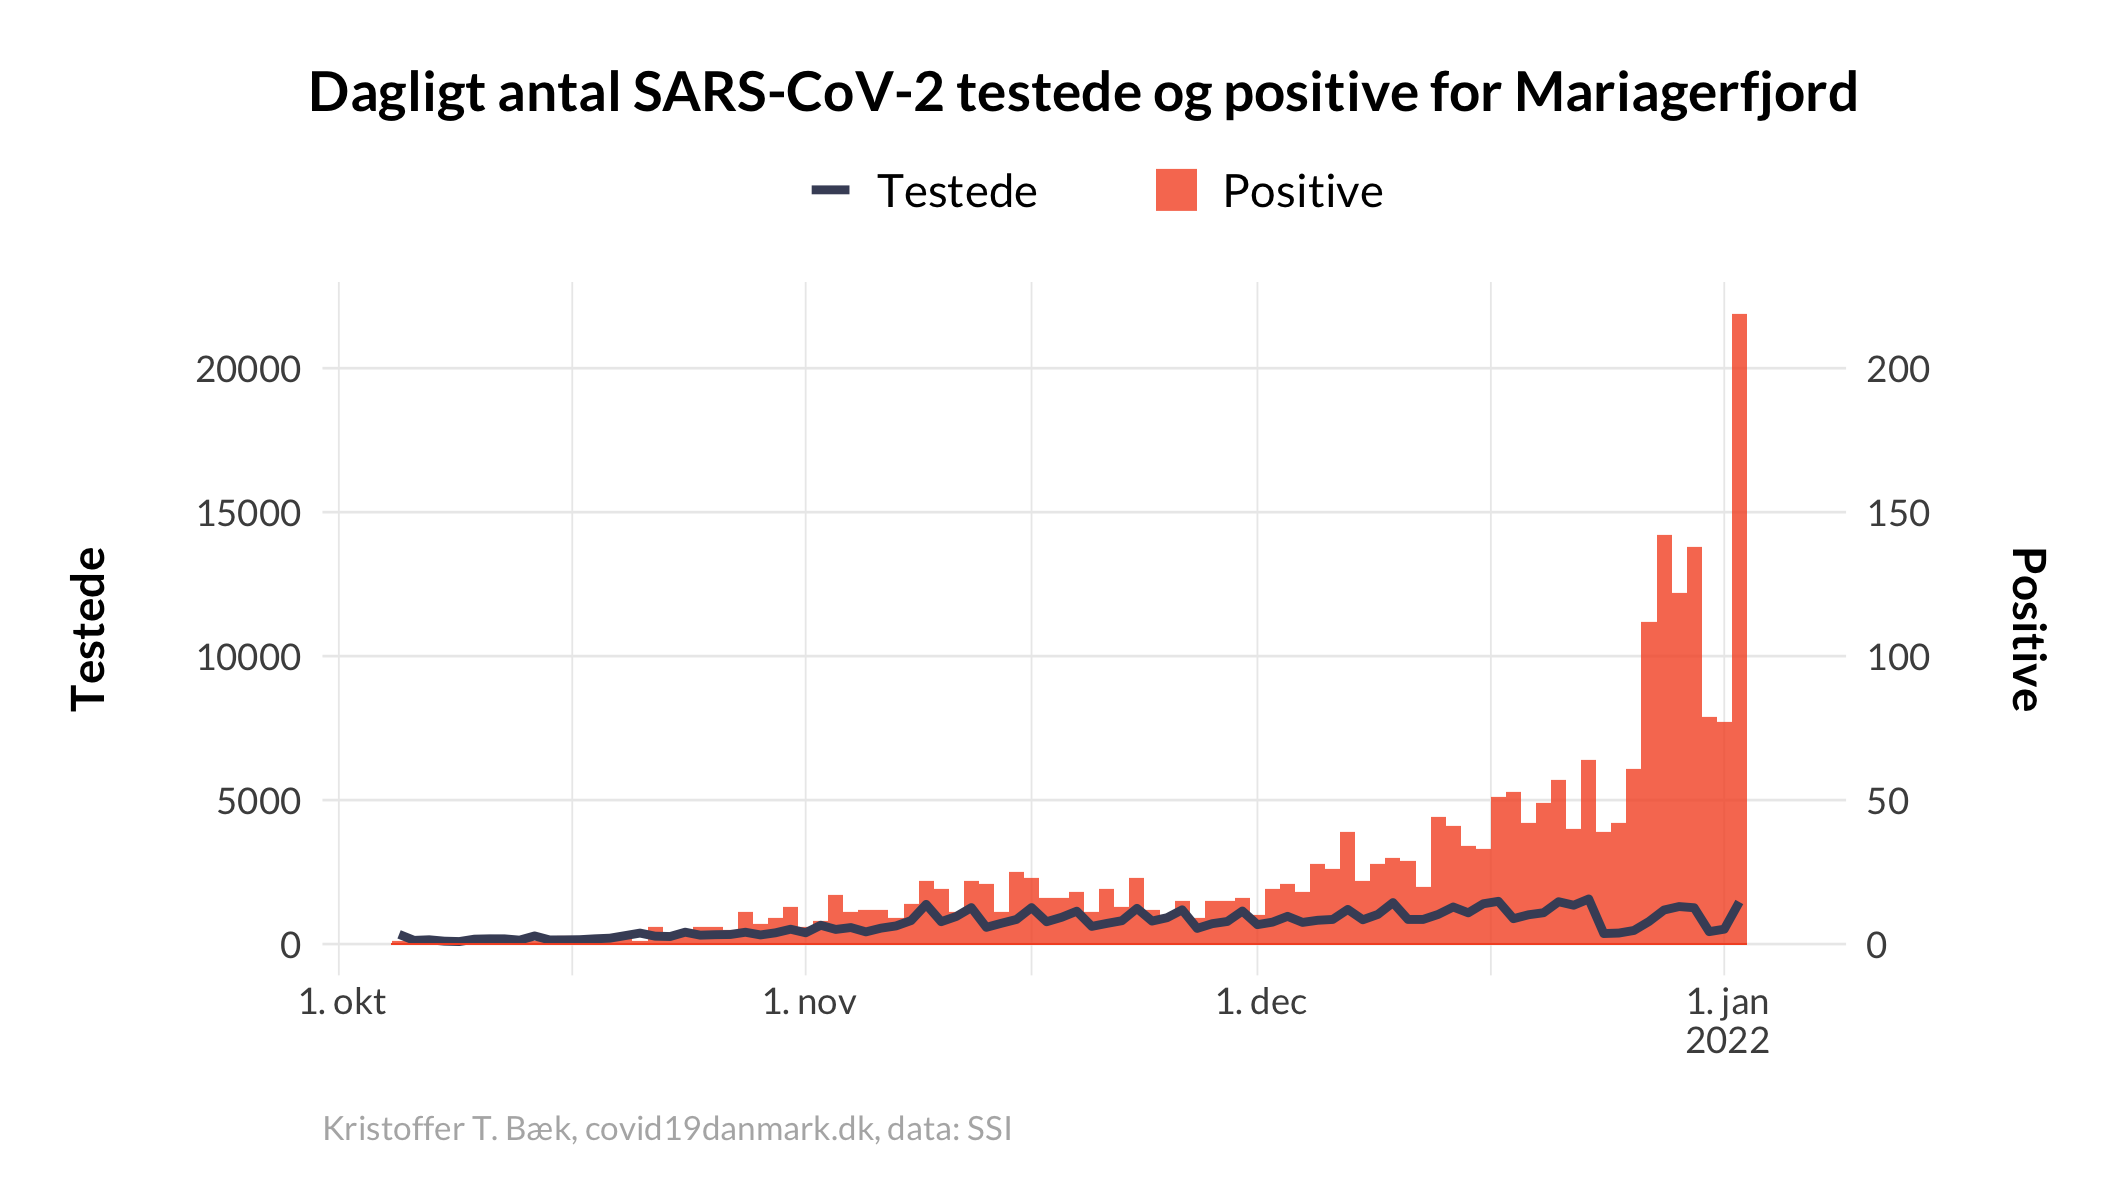 Dagligt antal SARS-CoV-2 testede og positive for Mariagerfjord
Testede
Positive
20000
15000
10000
5000
0
200
150
100
50
0
Testede
Positive
1. okt
1. nov
1. dec
1. jan
2022
Kristoffer T. Bæk, covid19danmark.dk, data: SSI